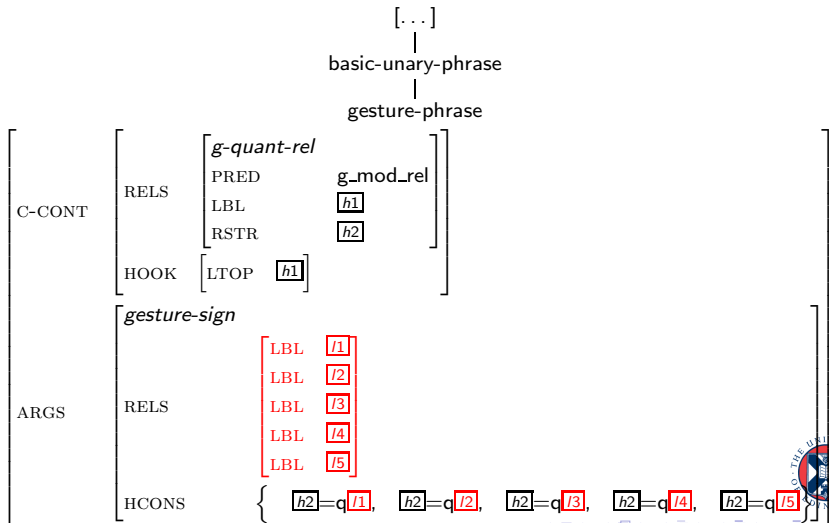 [...]
basic-unary-phrase
gesture-phrase
C-CONT
RELS
g-quant-rel
PRED g_mod_rel
LBL h1
RSTR h2
HOOK [LTOP h1]
ARGS
gesture-sign
RELS
LBL l1
LBL l2
LBL l3
LBL l4
LBL l5
HCONS { h2=q l1, h2=q l2, h2=q l3, h2=q l4, h2=q l5 }